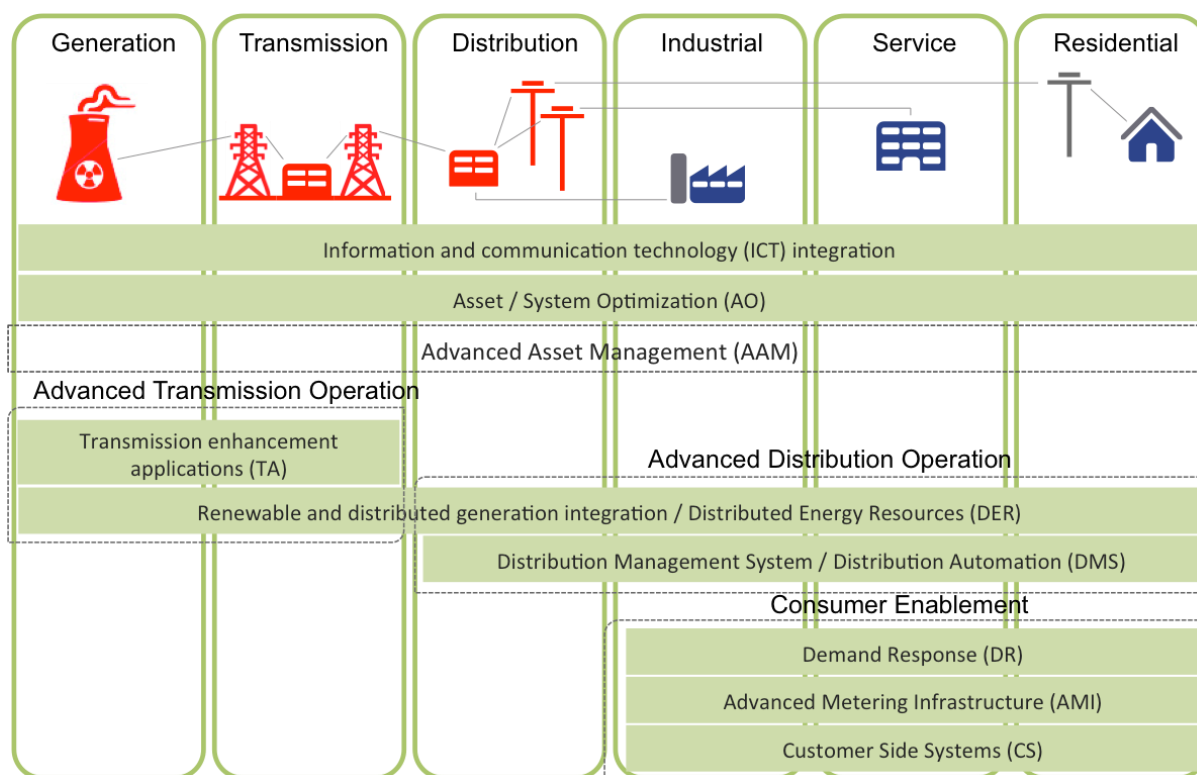 Generation
Transmission
Distribution
Industrial
Service
Residential
Information and communication technology (ICT) integration
Asset / System Optimization (AO)
Advanced Asset Management (AAM)
Advanced Transmission Operation
Transmission enhancement
applications (TA)
Advanced Distribution Operation
Renewable and distributed generation integration / Distributed Energy Resources (DER)
Distribution Management System / Distribution Automation (DMS)
Consumer Enablement
Demand Response (DR)
Advanced Metering Infrastructure (AMI)
Customer Side Systems (CS)